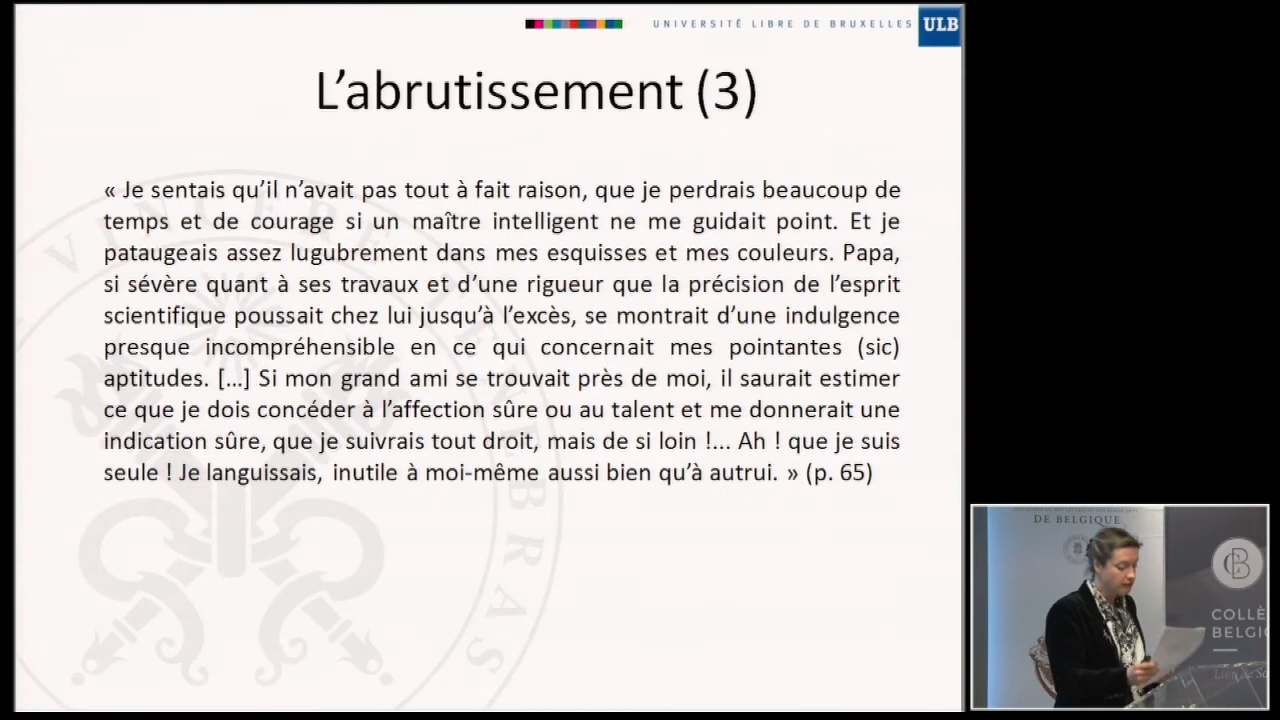 UNIVERSITÉ LIBRE DE BRUXELLES ULB
L'abrutissement (3)
« Je sentais qu'il n'avait pas tout à fait raison, que je perdrais beaucoup de
temps et de courage si un maître intelligent ne me guidait point. Et je
pataugeais assez lugubrement dans mes esquisses et mes couleurs. Papa,
si sévère quant à ses travaux et d'une rigueur que la précision de l'esprit
scientifique poussait chez lui jusqu'à l'excès, se montrait d'une indulgence
presque incompréhensible en ce qui concernait mes pointantes (sic)
aptitudes. [...] Si mon grand ami se trouvait près de moi, il saurait estimer
ce que je dois concéder à l'affection sûre ou au talent et me donnerait une
indication sûre, que je suivrais tout droit, mais de si loin !... Ah ! que je suis
seule ! Je languissais, inutile à moi-même aussi bien qu'à autrui. » (p. 65)
VINCERE TENEBRAS
DE BELGIQUE
CB
COLLÈ
BELGI